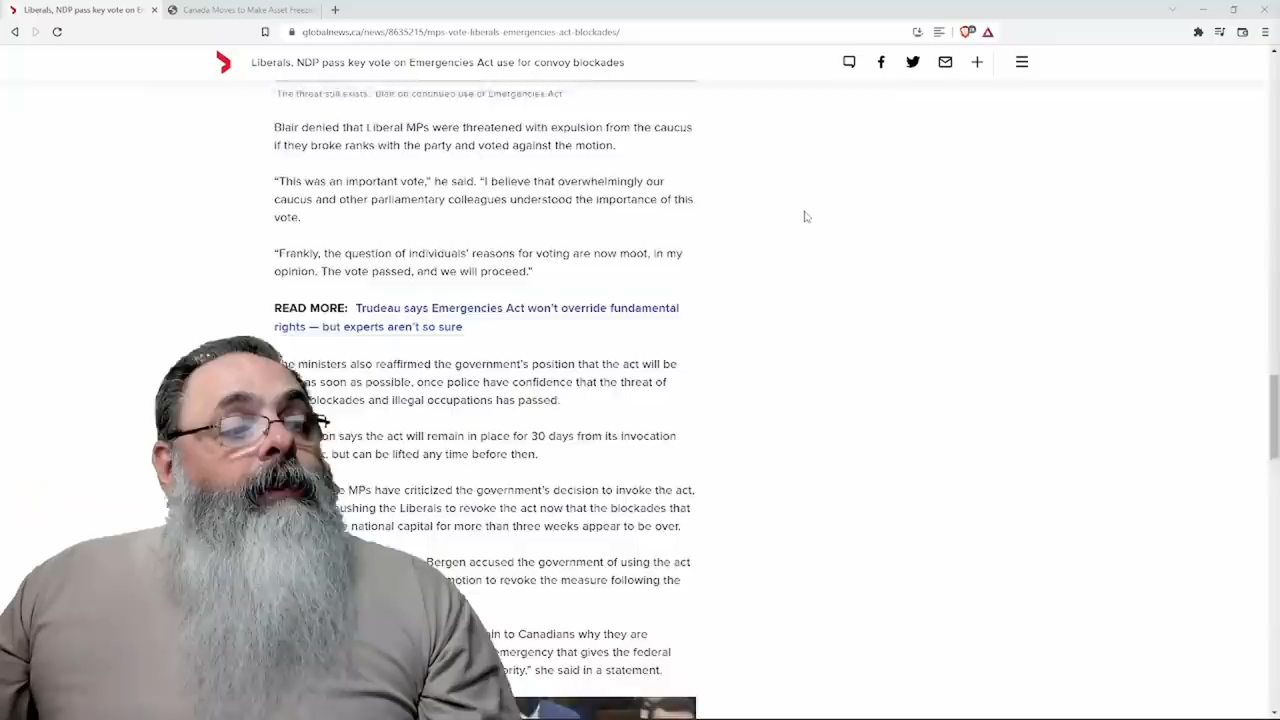 Liberals, NDP pass key vote on Er
Canada Moves to Make Asset Freezi
globalnews.ca/news/8635215/mps-vote-liberals-emergencies-act-blockades/
Liberals, NDP pass key vote on Emergencies Act use for convoy blockades
'The threat still exists': Blair on continued use of Emergencies Act
Blair denied that Liberal MPs were threatened with expulsion from the caucus
if they broke ranks with the party and voted against the motion.
“This was an important vote,” he said. “I believe that overwhelmingly our
caucus and other parliamentary colleagues understood the importance of this
vote.
“Frankly, the question of individuals’ reasons for voting are now moot, in my
opinion. The vote passed, and we will proceed.”
READ MORE: Trudeau says Emergencies Act won’t override fundamental
rights — but experts aren’t so sure
he ministers also reaffirmed the government’s position that the act will be
as soon as possible, once police have confidence that the threat of
blockades and illegal occupations has passed.
on says the act will remain in place for 30 days from its invocation
, but can be lifted any time before then.
e MPs have criticized the government’s decision to invoke the act,
ushing the Liberals to revoke the act now that the blockades that
national capital for more than three weeks appear to be over.
Bergen accused the government of using the act
motion to revoke the measure following the
in to Canadians why they are
emergency that gives the federal
ority,” she said in a statement.